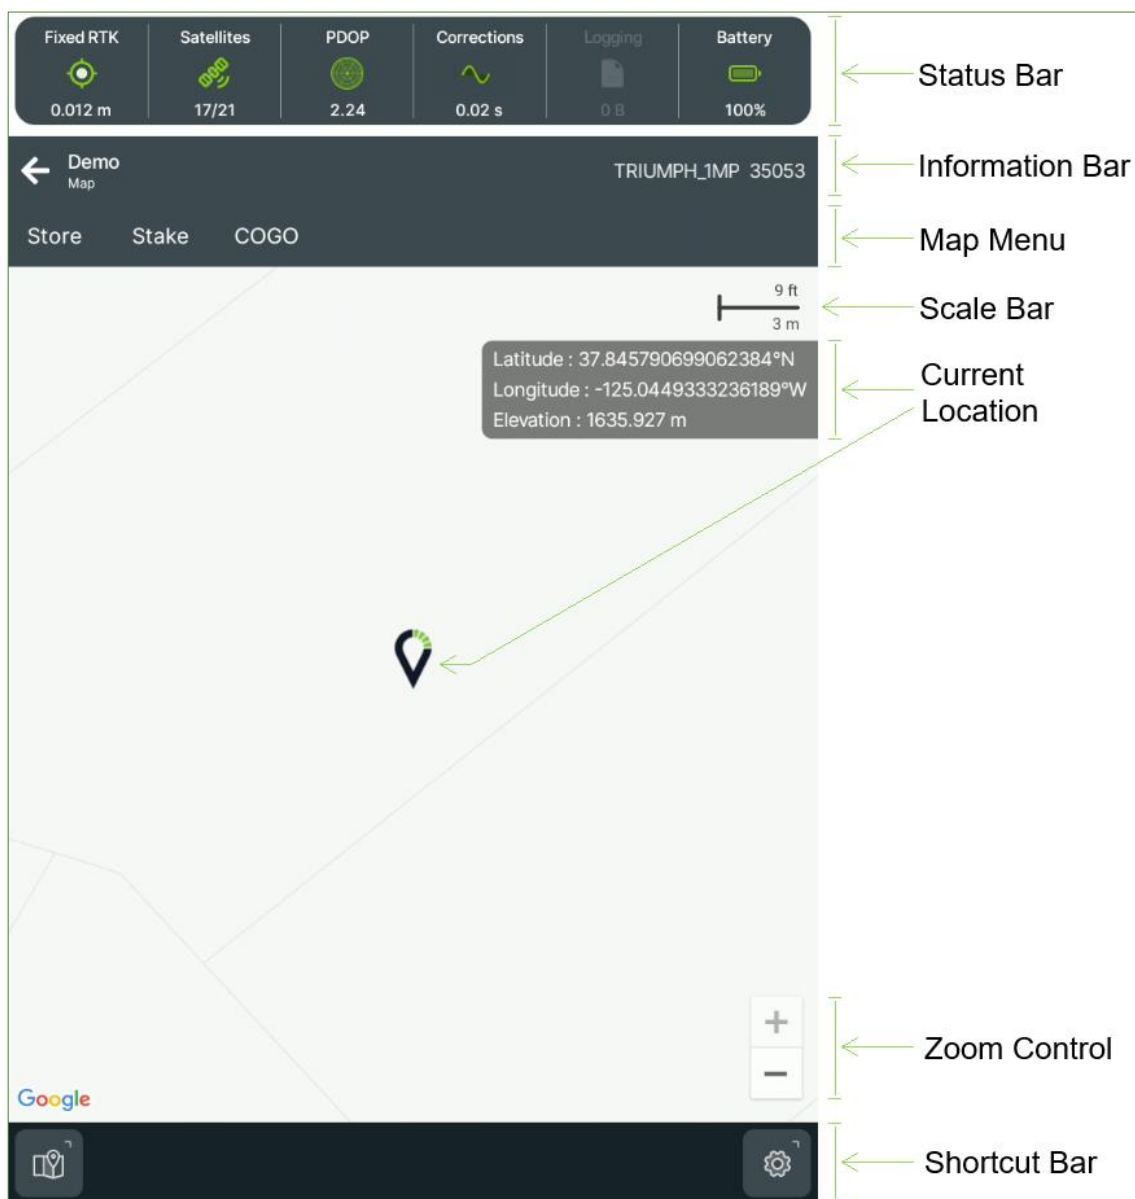 Fixed RTK Satellites PDOP Corrections Logging Battery
0.012 m 17/21 2.24 0.02 s 0 B 100%
Status Bar
Demo
Map
TRIUMPH_1MP 35053
Information Bar
Store Stake COGO
Map Menu
9 ft
3 m
Scale Bar
Latitude : 37.845790699062384°N
Longitude : -125.0449333236189°W
Elevation : 1635.927 m
Current
Location
Zoom Control
Google
Shortcut Bar